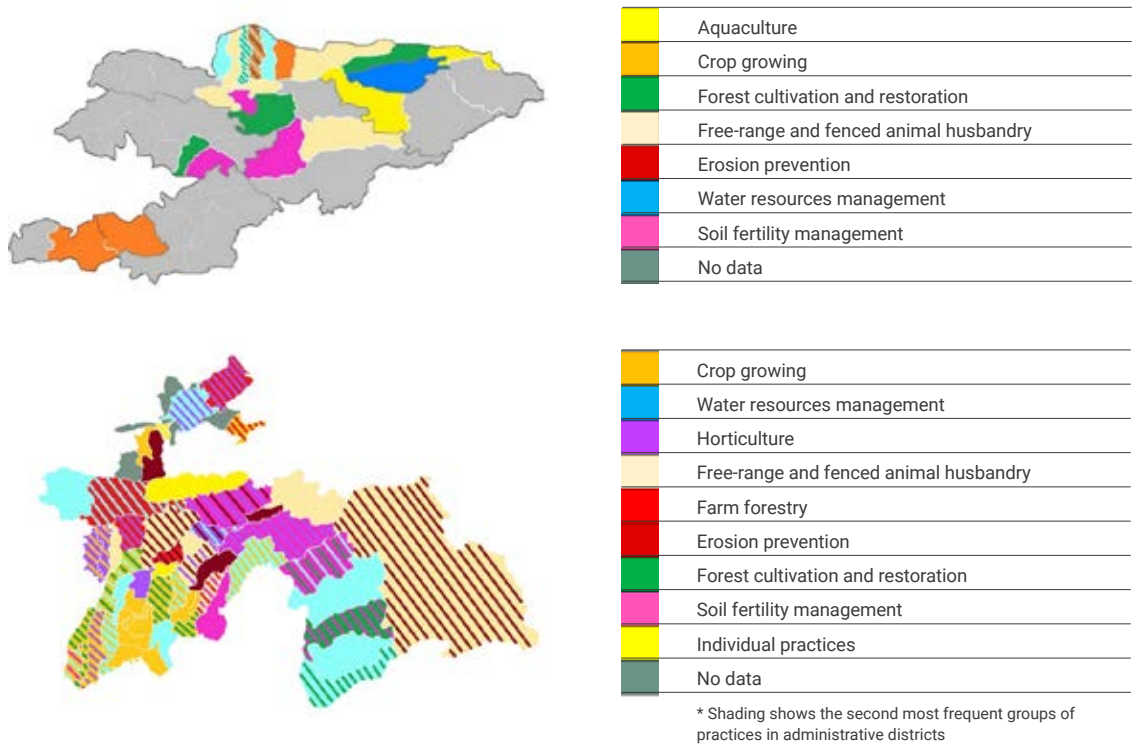 Aquaculture
Crop growing
Forest cultivation and restoration
Free-range and fenced animal husbandry
Erosion prevention
Water resources management
Soil fertility management
No data
Crop growing
Water resources management
Horticulture
Free-range and fenced animal husbandry
Farm forestry
Erosion prevention
Forest cultivation and restoration
Soil fertility management
Individual practices
No data
* Shading shows the second most frequent groups of
practices in administrative districts